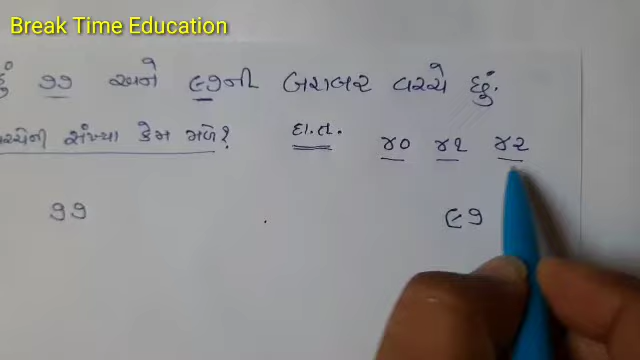 Break Time Education
હું ૭૭ અને ૯૭ની બરાબર વચ્ચે છું.
વચ્ચેની સંખ્યા કેમ મળે? દા.ત. ૪૦ ૪૧ ૪૨
૭૭ ૯૭